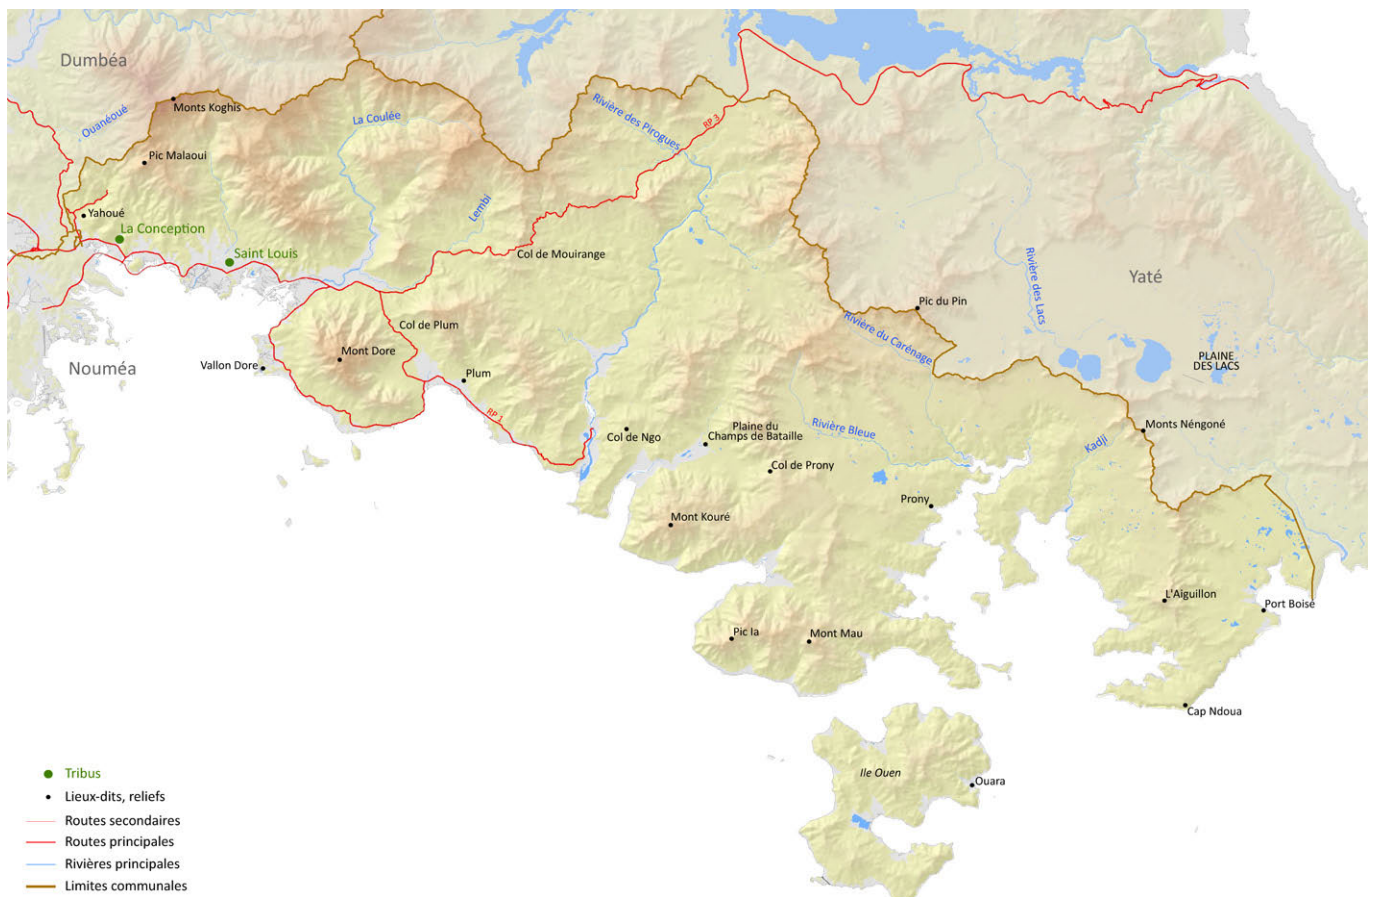 Dumbéa
Monts Koghis
Ouanéoué
La Coulée
Rivière des Pirogues
RP 3
Pic Malaoui
Yahoué
La Conception
Lembi
Saint Louis
Col de Mouirange
Rivière des Lacs
Yaté
Pic du Pin
Rivière du Carénage
Col de Plum
Mont Dore
Nouméa
Vallon Dore
Plum
PLAINE
DES LACS
RP 1
Col de Ngo
Plaine du
Champs de Bataille
Rivière Bleue
Monts Néngoné
Kadji
Col de Prony
Prony
Mont Kouré
L'Aiguillon
Port Boisé
Pic Ia
Mont Mau
Cap Ndoua
Ile Ouen
Ouara
Tribus
Lieux-dits, reliefs
Routes secondaires
Routes principales
Rivières principales
Limites communales